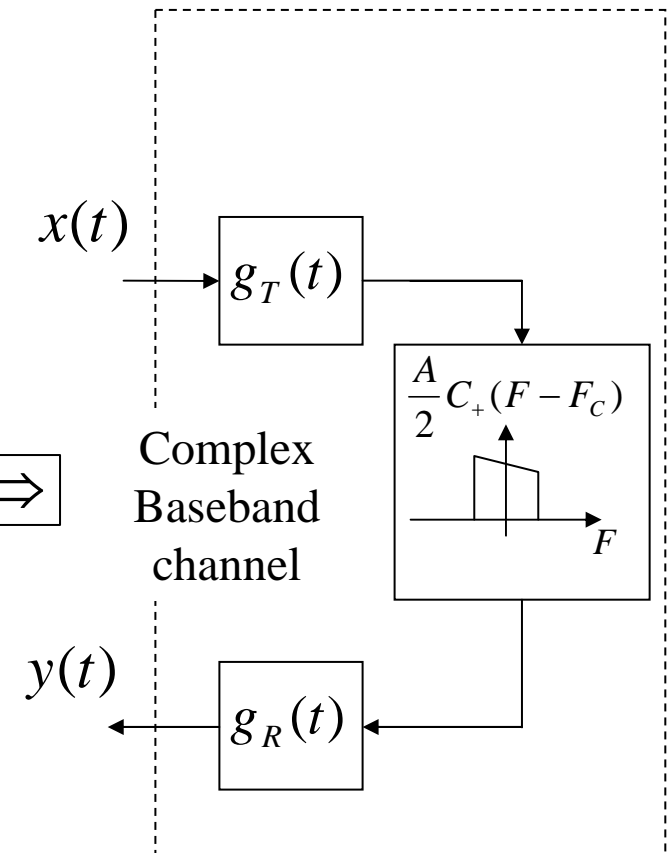 x(t)
g_T(t)
A/2 C_+(F − F_C)
F
⇒
Complex
Baseband
channel
y(t)
g_R(t)